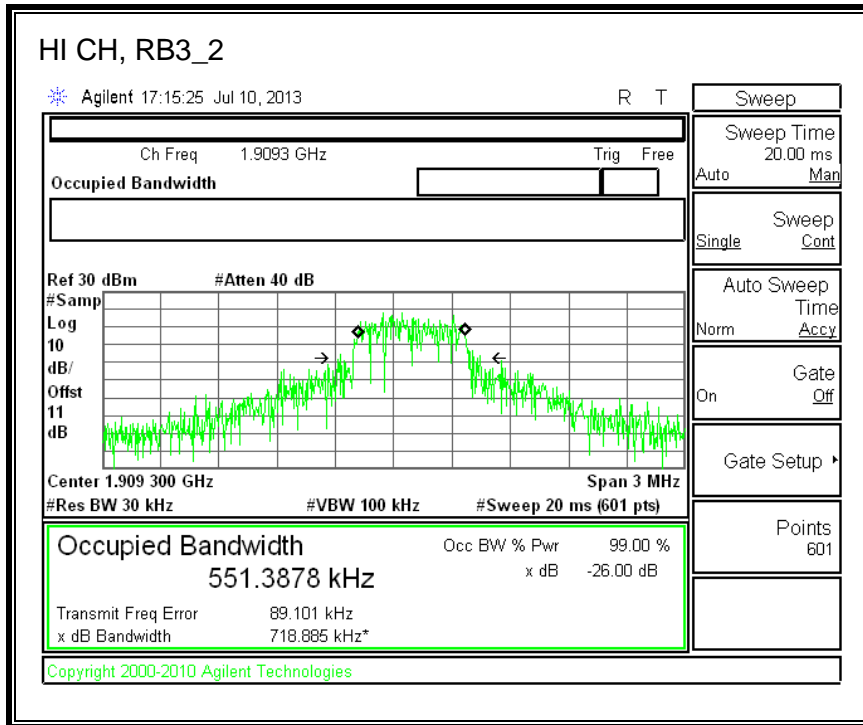 HI CH, RB3_2
Agilent 17:15:25 Jul 10, 2013 R T
Ch Freq 1.9093 GHz Trig Free
Occupied Bandwidth
Ref 30 dBm #Atten 40 dB
#Samp
Log
10
dB/
Offst
11
dB
Center 1.909 300 GHz Span 3 MHz
#Res BW 30 kHz #VBW 100 kHz #Sweep 20 ms (601 pts)
Occupied Bandwidth Occ BW % Pwr 99.00 %
551.3878 kHz x dB -26.00 dB
Transmit Freq Error 89.101 kHz
x dB Bandwidth 718.885 kHz*
Copyright 2000-2010 Agilent Technologies
Sweep
Sweep Time
20.00 ms
Auto Man
Sweep
Single Cont
Auto Sweep
Time
Norm Accy
Gate
On Off
Gate Setup
Points
601